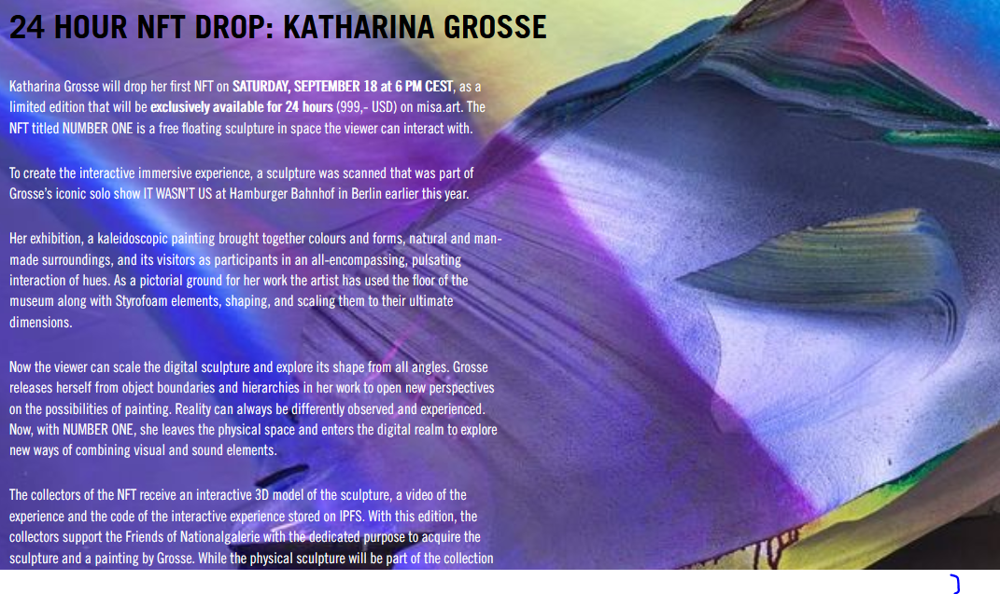 24 HOUR NFT DROP: KATHARINA GROSSE
Katharina Grosse will drop her first NFT on SATURDAY, SEPTEMBER 18 at 6 PM CEST, as a
limited edition that will be exclusively available for 24 hours (999,- USD) on misa.art. The
NFT titled NUMBER ONE is a free floating sculpture in space the viewer can interact with.
To create the interactive immersive experience, a sculpture was scanned that was part of
Grosse's iconic solo show IT WASN'T US at Hamburger Bahnhof in Berlin earlier this year.
Her exhibition, a kaleidoscopic painting brought together colours and forms, natural and man-
made surroundings, and its visitors as participants in an all-encompassing, pulsating
interaction of hues. As a pictorial ground for her work the artist has used the floor of the
museum along with Styrofoam elements, shaping, and scaling them to their ultimate
dimensions.
Now the viewer can scale the digital sculpture and explore its shape from all angles. Grosse
releases herself from object boundaries and hierarchies in her work to open new perspectives
on the possibilities of painting. Reality can always be differently observed and experienced.
Now, with NUMBER ONE, she leaves the physical space and enters the digital realm to explore
new ways of combining visual and sound elements.
The collectors of the NFT receive an interactive 3D model of the sculpture, a video of the
experience and the code of the interactive experience stored on IPFS. With this edition, the
collectors support the Friends of Nationalgalerie with the dedicated purpose to acquire the
sculpture and a painting by Grosse. While the physical sculpture will be part of the collection